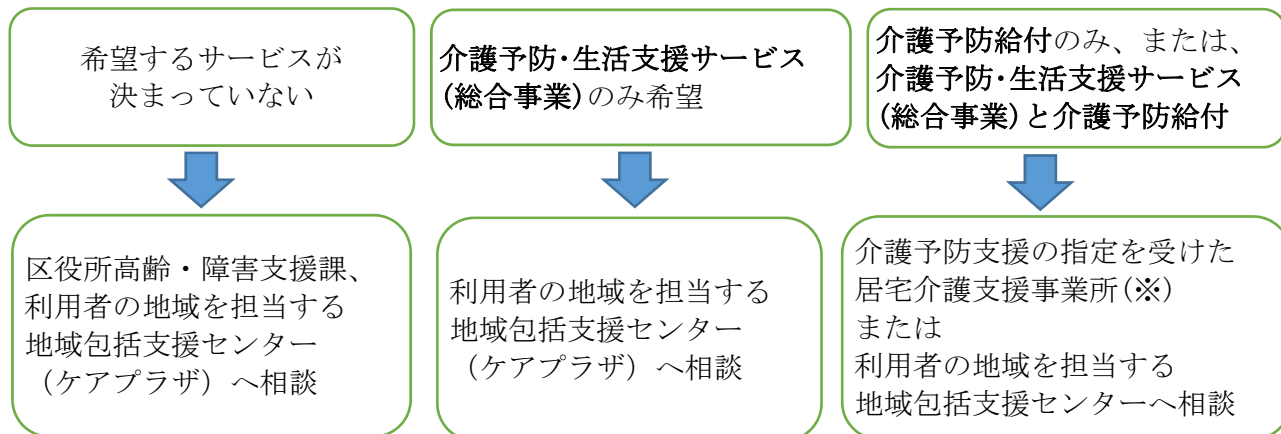 希望するサービスが
決まっていない
介護予防・生活支援サービス
(総合事業)のみ希望
介護予防給付のみ、または、
介護予防・生活支援サービス
(総合事業)と介護予防給付
区役所高齢・障害支援課、
利用者の地域を担当する
地域包括支援センター
（ケアプラザ）へ相談
利用者の地域を担当する
地域包括支援センター
（ケアプラザ）へ相談
介護予防支援の指定を受けた
居宅介護支援事業所(※)
または
利用者の地域を担当する
地域包括支援センターへ相談